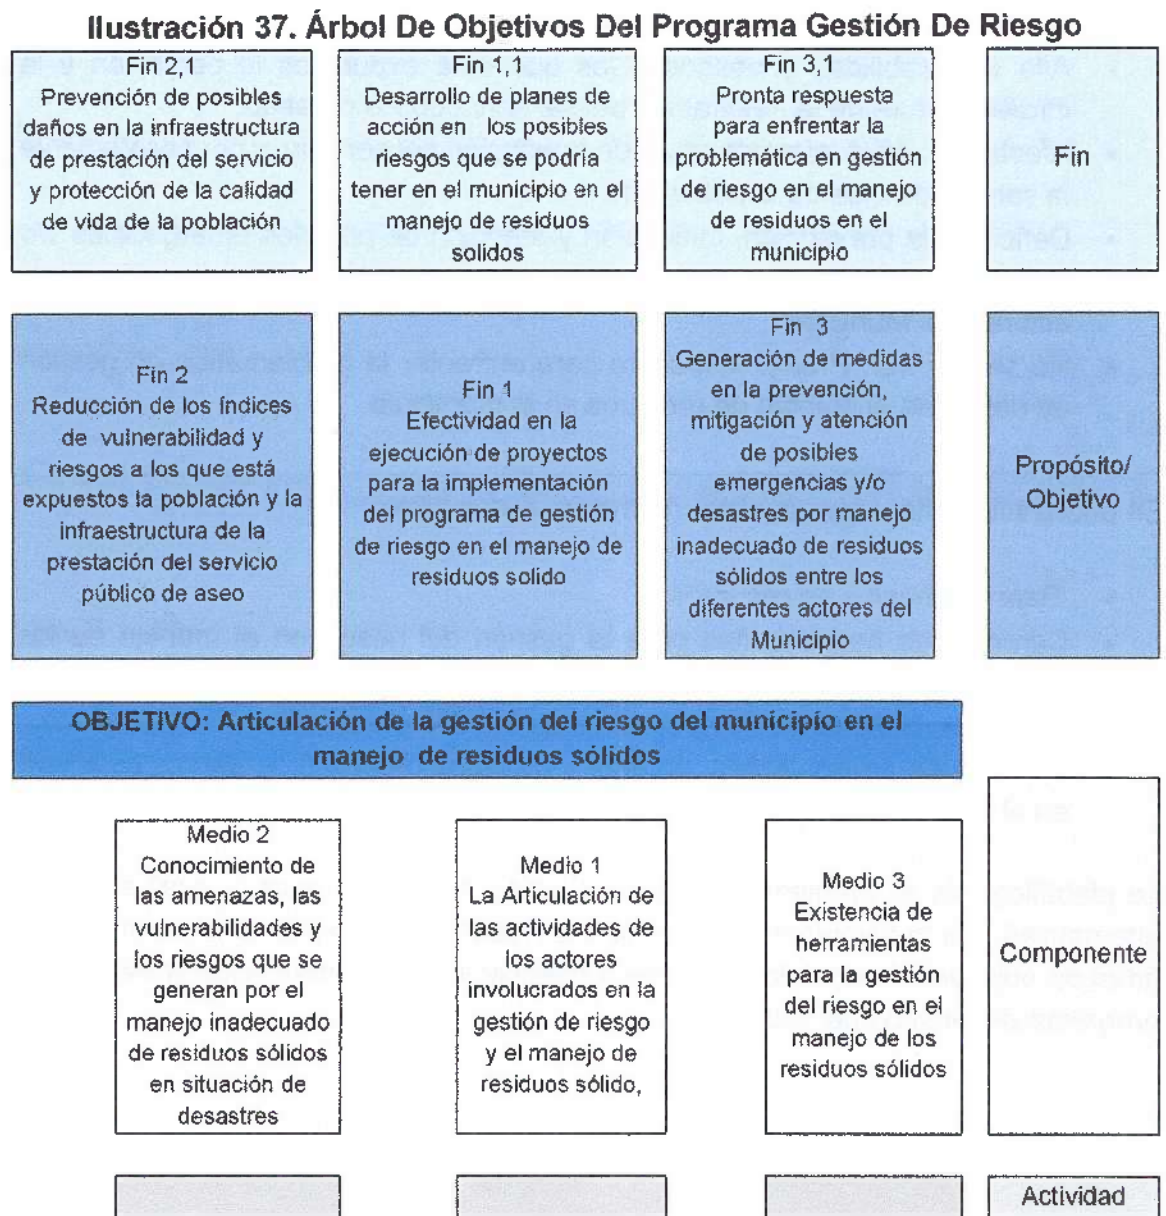 Ilustración 37. Árbol De Objetivos Del Programa Gestión De Riesgo
Fin 2,1
Prevención de posibles
daños en la infraestructura
de prestación del servicio
y protección de la calidad
de vida de la población
Fin 1,1
Desarrollo de planes de
acción en los posibles
riesgos que se podría
tener en el municipio en el
manejo de residuos
solidos
Fin 3,1
Pronta respuesta
para enfrentar la
problemática en gestión
de riesgo en el manejo
de residuos en el
municipio
Fin
Fin 2
Reducción de los índices
de vulnerabilidad y
riesgos a los que está
expuestos la población y la
infraestructura de la
prestación del servicio
público de aseo
Fin 1
Efectividad en la
ejecución de proyectos
para la implementación
del programa de gestión
de riesgo en el manejo de
residuos solido
Fin 3
Generación de medidas
en la prevención,
mitigación y atención
de posibles
emergencias y/o
desastres por manejo
inadecuado de residuos
sólidos entre los
diferentes actores del
Municipio
Propósito/
Objetivo
OBJETIVO: Articulación de la gestión del riesgo del municipio en el
manejo de residuos sólidos
Medio 2
Conocimiento de
las amenazas, las
vulnerabilidades y
los riesgos que se
generan por el
manejo inadecuado
de residuos sólidos
en situación de
desastres
Medio 1
La Articulación de
las actividades de
los actores
involucrados en la
gestión de riesgo
y el manejo de
residuos sólido,
Medio 3
Existencia de
herramientas
para la gestión
del riesgo en el
manejo de los
residuos sólidos
Componente
Actividad